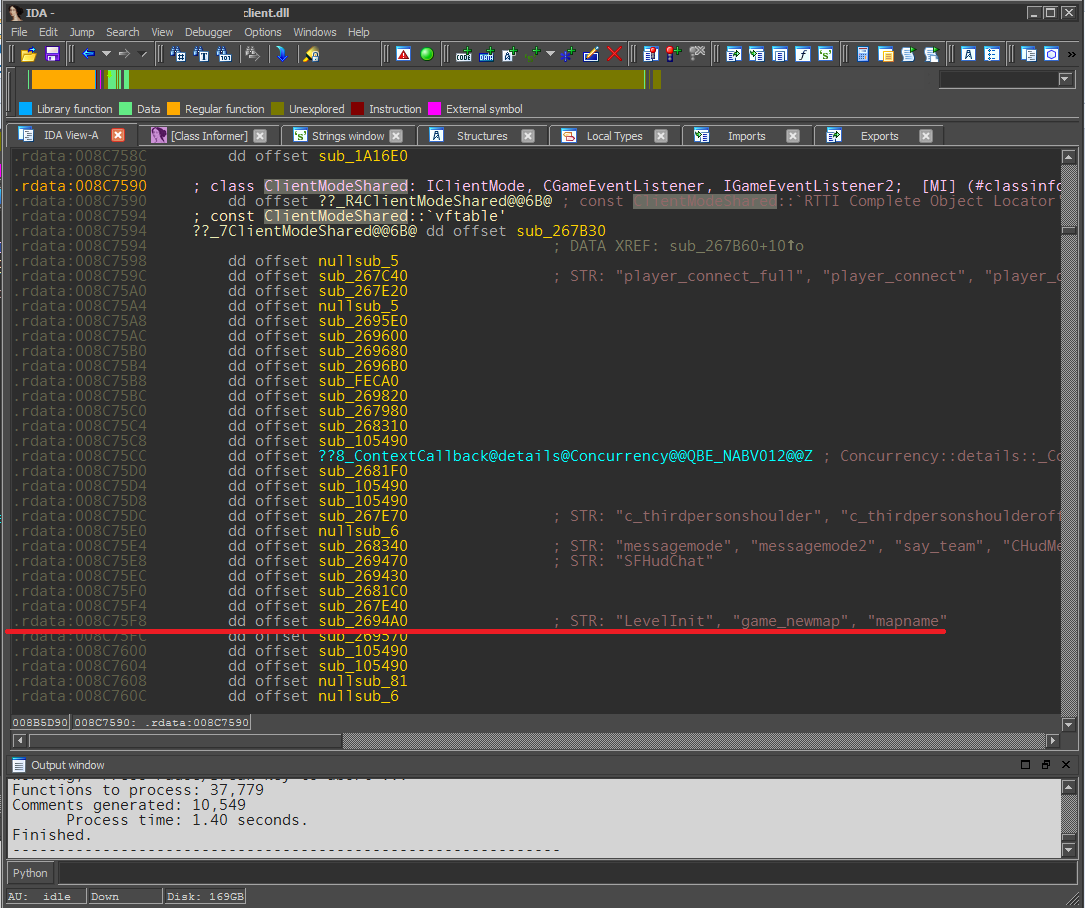 IDA - client.dll
File Edit Jump Search View Debugger Options Windows Help
Library function Data Regular function Unexplored Instruction External symbol
IDA View-A [Class Informer] Strings window Structures Local Types Imports Exports
.rdata:008C758C dd offset sub_1A16E0
.rdata:008C7590
.rdata:008C7590 ; class ClientModeShared: IClientMode, CGameEventListener, IGameEventListener2; [MI] (#classinfo
.rdata:008C7590 dd offset ??_R4ClientModeShared@@6B@ ; const ClientModeShared::`RTTI Complete Object Locator'
.rdata:008C7594 ; const ClientModeShared::`vftable'
.rdata:008C7594 ??_7ClientModeShared@@6B@ dd offset sub_267B30
.rdata:008C7594 ; DATA XREF: sub_267B60+10↑o
.rdata:008C7598 dd offset nullsub_5
.rdata:008C759C dd offset sub_267C40 ; STR: "player_connect_full", "player_connect", "player_
.rdata:008C75A0 dd offset sub_267E20
.rdata:008C75A4 dd offset nullsub_5
.rdata:008C75A8 dd offset sub_2695E0
.rdata:008C75AC dd offset sub_269600
.rdata:008C75B0 dd offset sub_269680
.rdata:008C75B4 dd offset sub_2696B0
.rdata:008C75B8 dd offset sub_FECA0
.rdata:008C75BC dd offset sub_269820
.rdata:008C75C0 dd offset sub_267980
.rdata:008C75C4 dd offset sub_268310
.rdata:008C75C8 dd offset sub_105490
.rdata:008C75CC dd offset ??8_ContextCallback@details@Concurrency@@QBE_NABV012@@Z ; Concurrency::details::_Co
.rdata:008C75D0 dd offset sub_2681F0
.rdata:008C75D4 dd offset sub_105490
.rdata:008C75D8 dd offset sub_105490
.rdata:008C75DC dd offset sub_267E70 ; STR: "c_thirdpersonshoulder", "c_thirdpersonshoulderoff
.rdata:008C75E0 dd offset nullsub_6
.rdata:008C75E4 dd offset sub_268340 ; STR: "messagemode", "messagemode2", "say_team", "CHudMe
.rdata:008C75E8 dd offset sub_269470 ; STR: "SFHudChat"
.rdata:008C75EC dd offset sub_269430
.rdata:008C75F0 dd offset sub_2681C0
.rdata:008C75F4 dd offset sub_267E40
.rdata:008C75F8 dd offset sub_2694A0 ; STR: "LevelInit", "game_newmap", "mapname"
.rdata:008C75FC dd offset sub_269570
.rdata:008C7600 dd offset sub_105490
.rdata:008C7604 dd offset sub_105490
.rdata:008C7608 dd offset nullsub_81
.rdata:008C760C dd offset nullsub_6
008B5D90 008C7590: .rdata:008C7590
Output window
Functions to process: 37,779
Comments generated: 10,549
Process time: 1.40 seconds.
Finished.
-------------------------------------------------------------
Python
AU: idle Down Disk: 169GB